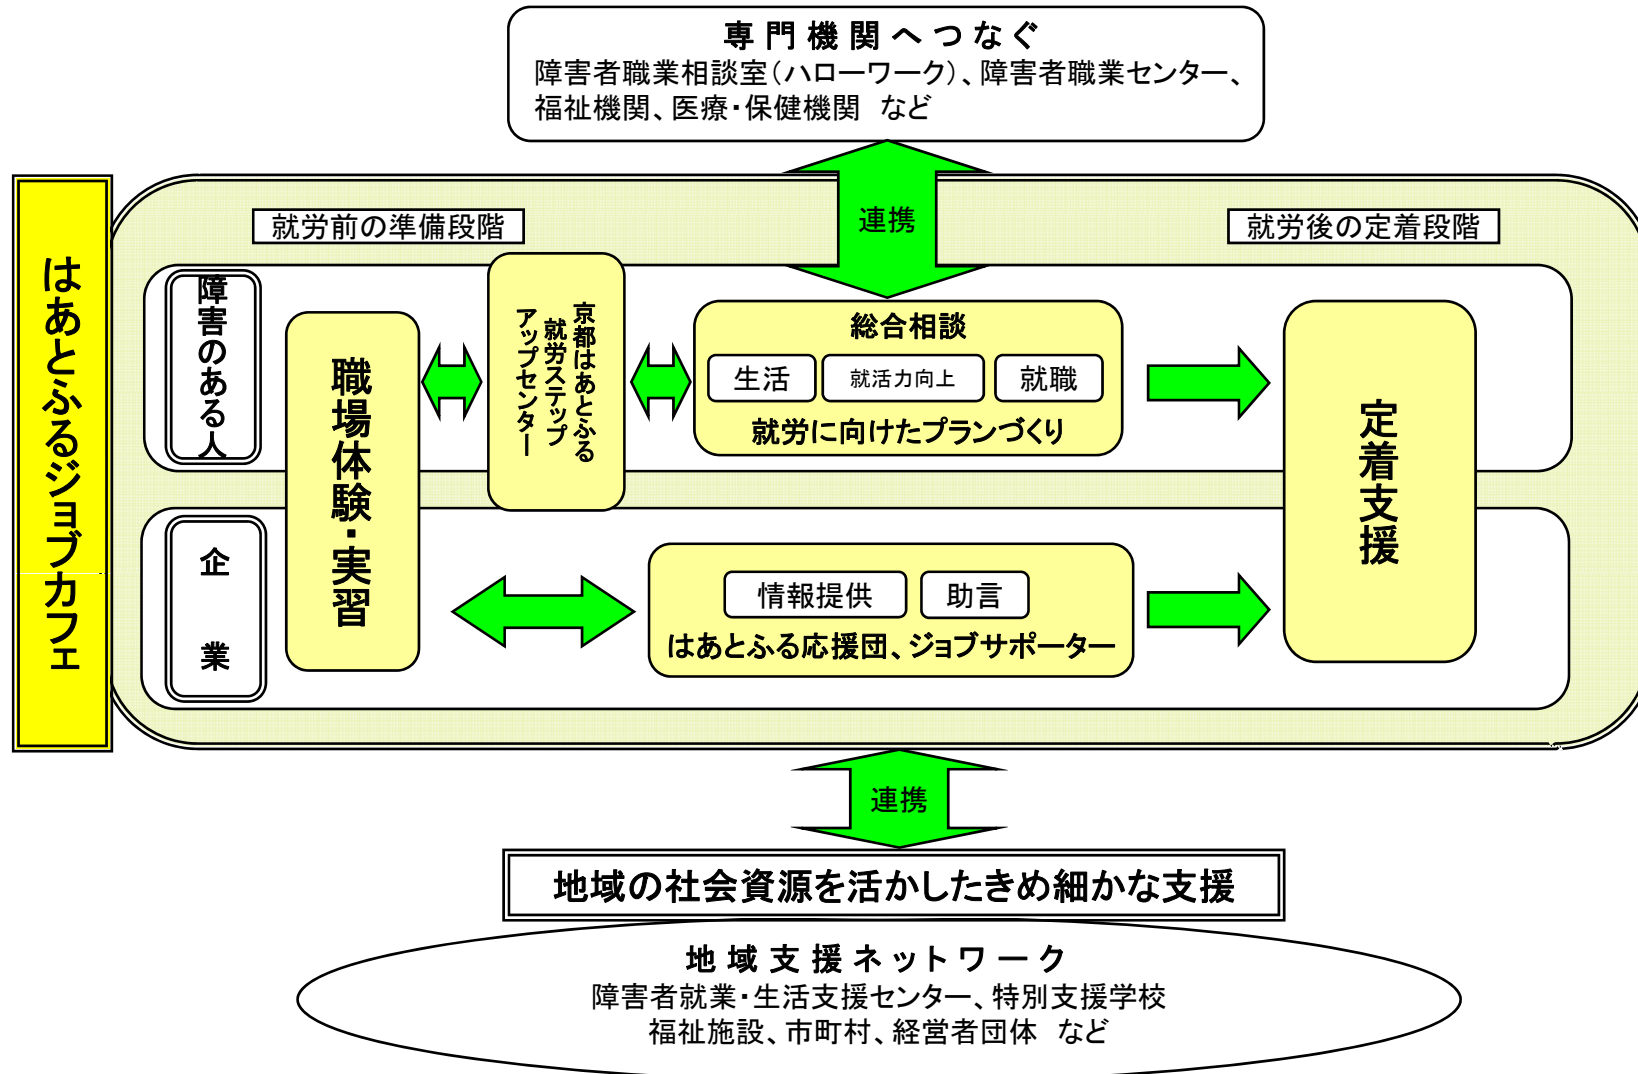 専門機関へつなぐ
障害者職業相談室(ハローワーク)、障害者職業センター、
福祉機関、医療・保健機関　など
連携
はあとふるジョブカフェ
就労前の準備段階
就労後の定着段階
障害のある人
職場体験・実習
京都はあとふる
就労ステップ
アップセンター
総合相談
生活
就活力向上
就職
就労に向けたプランづくり
定着支援
企業
情報提供
助言
はあとふる応援団、ジョブサポーター
連携
地域の社会資源を活かしたきめ細かな支援
地域支援ネットワーク
障害者就業・生活支援センター、特別支援学校
福祉施設、市町村、経営者団体　など